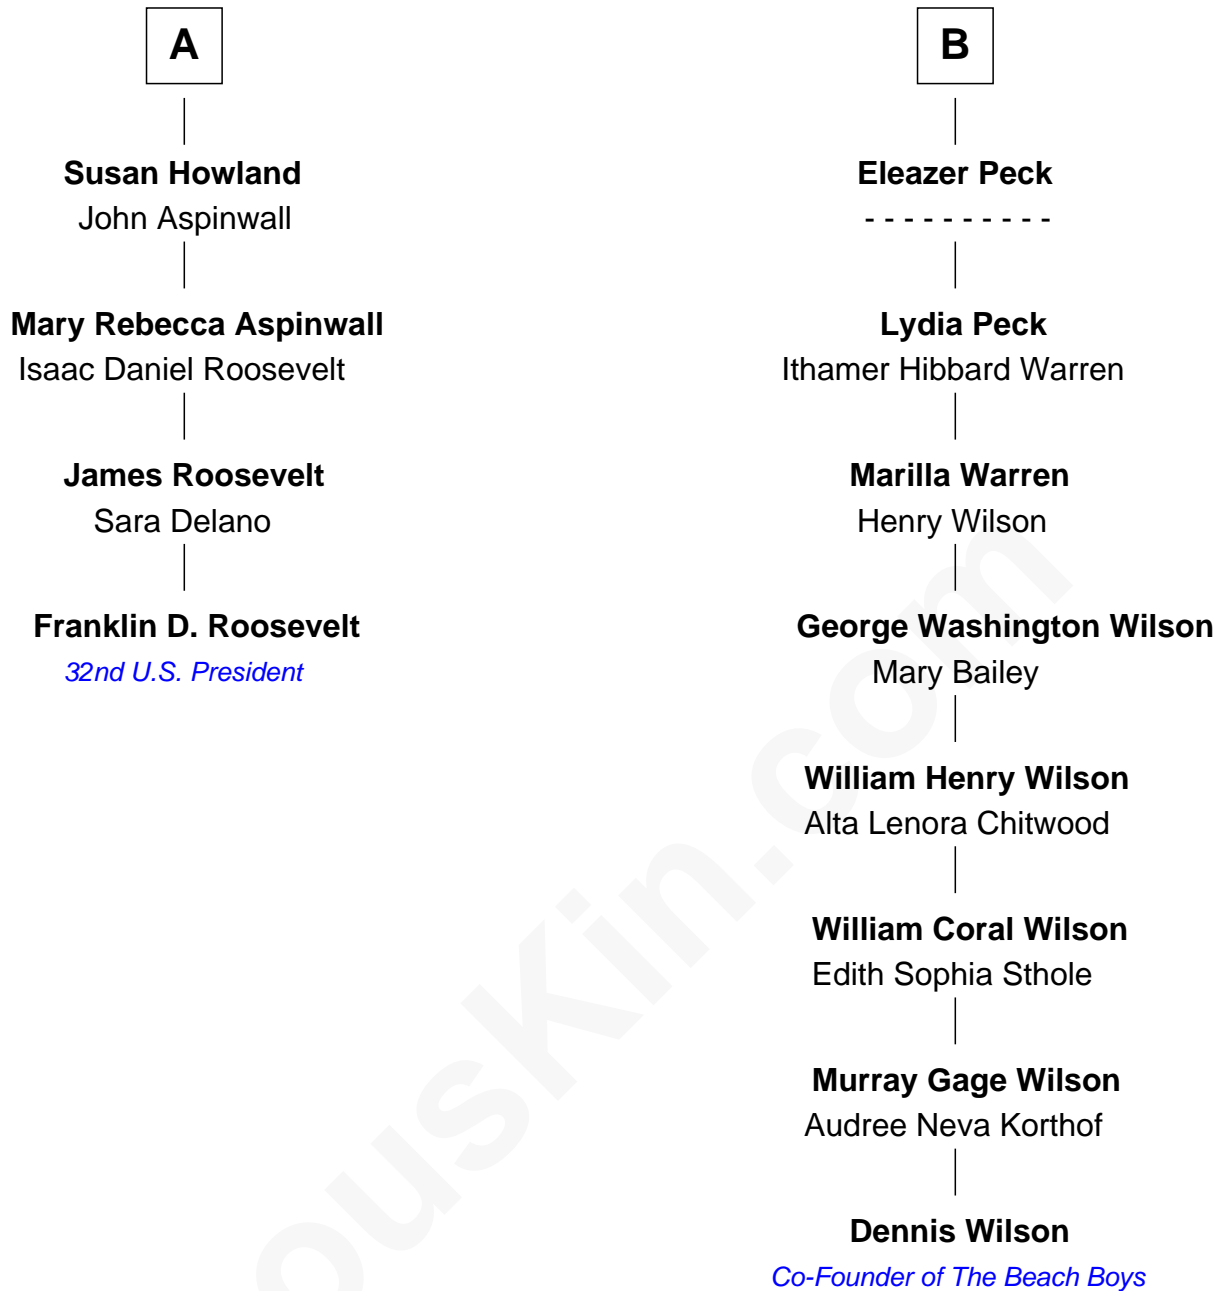 A
Susan Howland
John Aspinwall
Mary Rebecca Aspinwall
Isaac Daniel Roosevelt
James Roosevelt
Sara Delano
Franklin D. Roosevelt
32nd U.S. President
B
Eleazer Peck
- - - - - - - - - -
Lydia Peck
Ithamer Hibbard Warren
Marilla Warren
Henry Wilson
George Washington Wilson
Mary Bailey
William Henry Wilson
Alta Lenora Chitwood
William Coral Wilson
Edith Sophia Sthole
Murray Gage Wilson
Audree Neva Korthof
Dennis Wilson
Co-Founder of The Beach Boys
ousKin.com